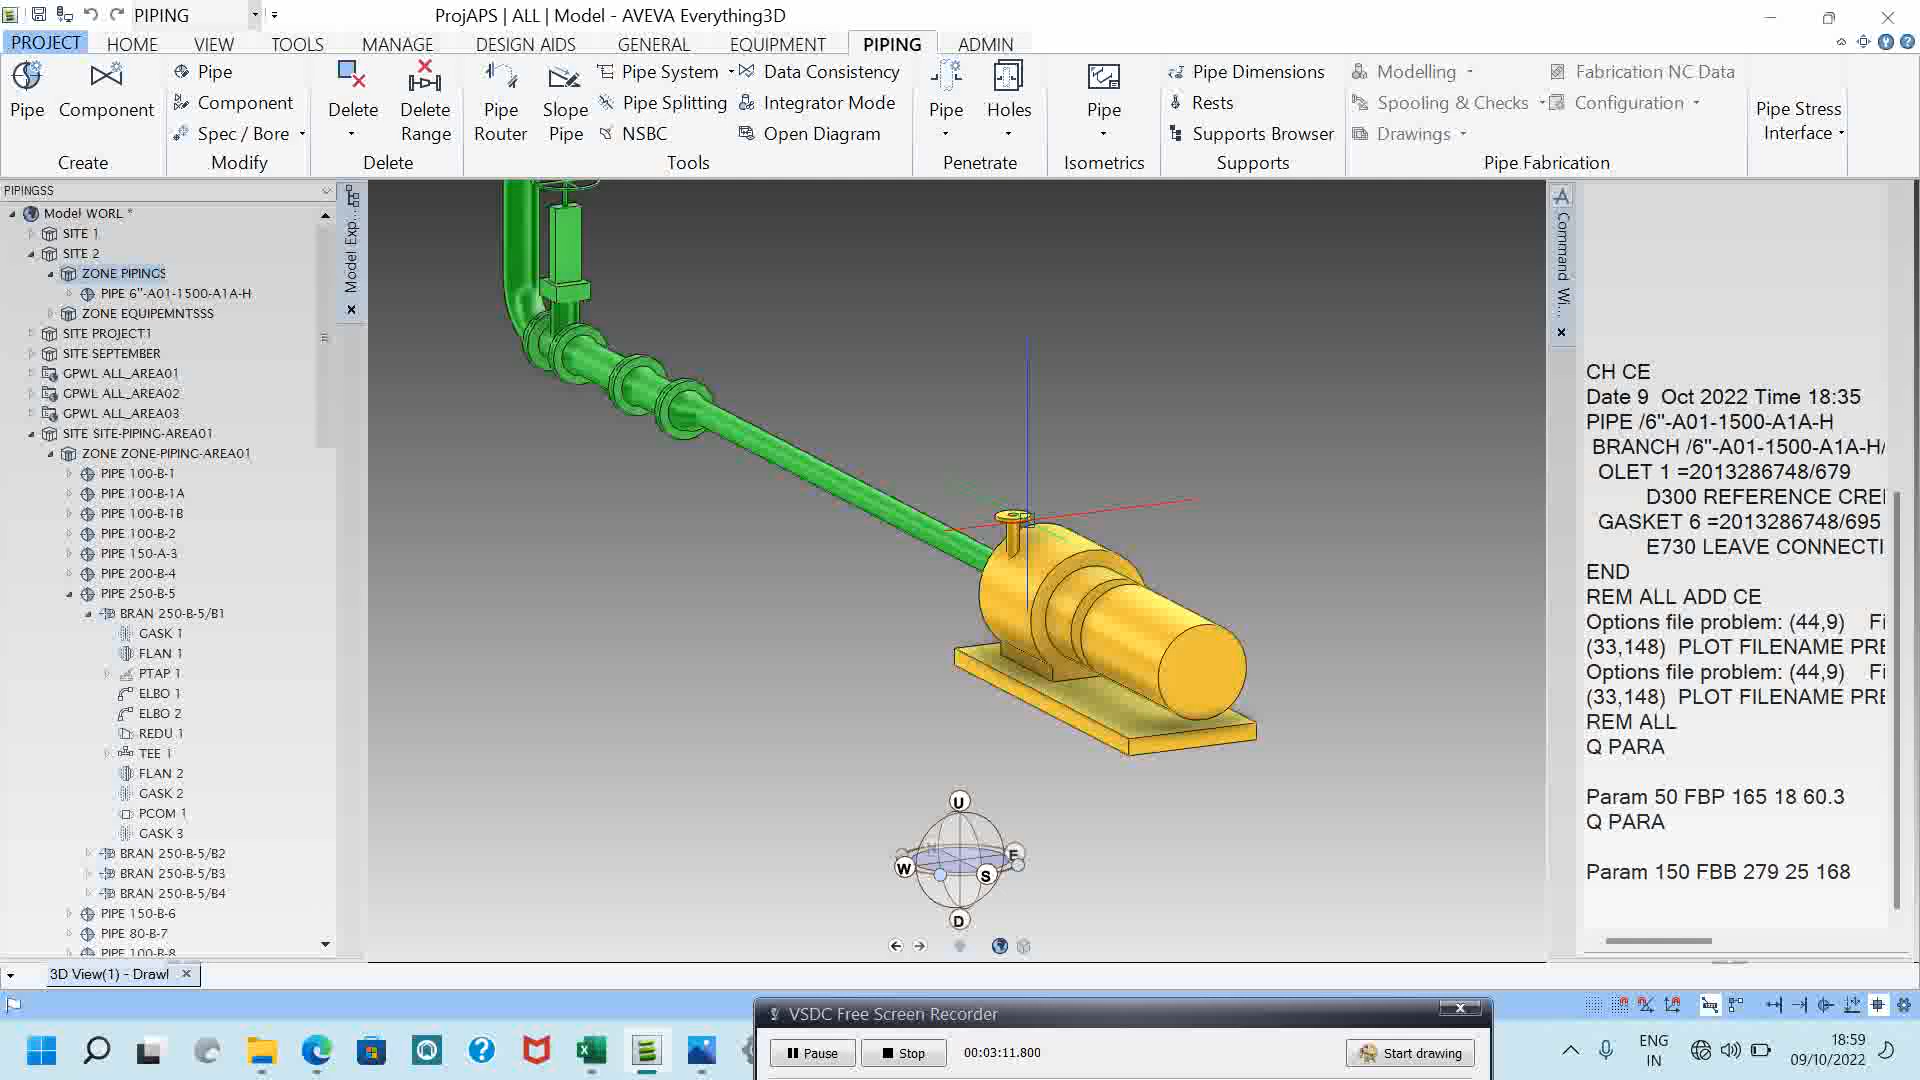 PIPING
ProjAPS | ALL | Model - AVEVA Everything3D
PROJECT HOME VIEW TOOLS MANAGE DESIGN AIDS GENERAL EQUIPMENT PIPING ADMIN
Pipe
Component
Create
Pipe
Component
Spec / Bore
Modify
Delete
Delete Range
Delete
Pipe Router
Slope Pipe
Pipe System
Pipe Splitting
NSBC
Data Consistency
Integrator Mode
Open Diagram
Tools
Pipe
Holes
Penetrate
Pipe
Isometrics
Pipe Dimensions
Rests
Supports Browser
Supports
Modelling
Spooling & Checks
Drawings
Fabrication NC Data
Configuration
Pipe Fabrication
Pipe Stress
Interface
PIPINGSS
Model WORL *
SITE 1
SITE 2
ZONE PIPINGS
PIPE 6"-A01-1500-A1A-H
ZONE EQUIPEMNTSSS
SITE PROJECT1
SITE SEPTEMBER
GPWL ALL_AREA01
GPWL ALL_AREA02
GPWL ALL_AREA03
SITE SITE-PIPING-AREA01
ZONE ZONE-PIPING-AREA01
PIPE 100-B-1
PIPE 100-B-1A
PIPE 100-B-1B
PIPE 100-B-2
PIPE 150-A-3
PIPE 200-B-4
PIPE 250-B-5
BRAN 250-B-5/B1
GASK 1
FLAN 1
PTAP 1
ELBO 1
ELBO 2
REDU 1
TEE 1
FLAN 2
GASK 2
PCOM 1
GASK 3
BRAN 250-B-5/B2
BRAN 250-B-5/B3
BRAN 250-B-5/B4
PIPE 150-B-6
PIPE 80-B-7
PIPE 100-B-8
Model Exp...
U
N
E
W
S
D
Command Wi...
CH CE
Date 9 Oct 2022 Time 18:35
PIPE /6"-A01-1500-A1A-H
BRANCH /6"-A01-1500-A1A-H/
OLET 1 =2013286748/679
D300 REFERENCE CRE
GASKET 6 =2013286748/695
E730 LEAVE CONNECTI
END
REM ALL ADD CE
Options file problem: (44,9) Fi
(33,148) PLOT FILENAME PRE
Options file problem: (44,9) Fi
(33,148) PLOT FILENAME PRE
REM ALL
Q PARA
Param 50 FBP 165 18 60.3
Q PARA
Param 150 FBB 279 25 168
3D View(1) - Drawl
VSDC Free Screen Recorder
Pause
Stop
00:03:11.800
Start drawing
ENG
IN
18:59
09/10/2022